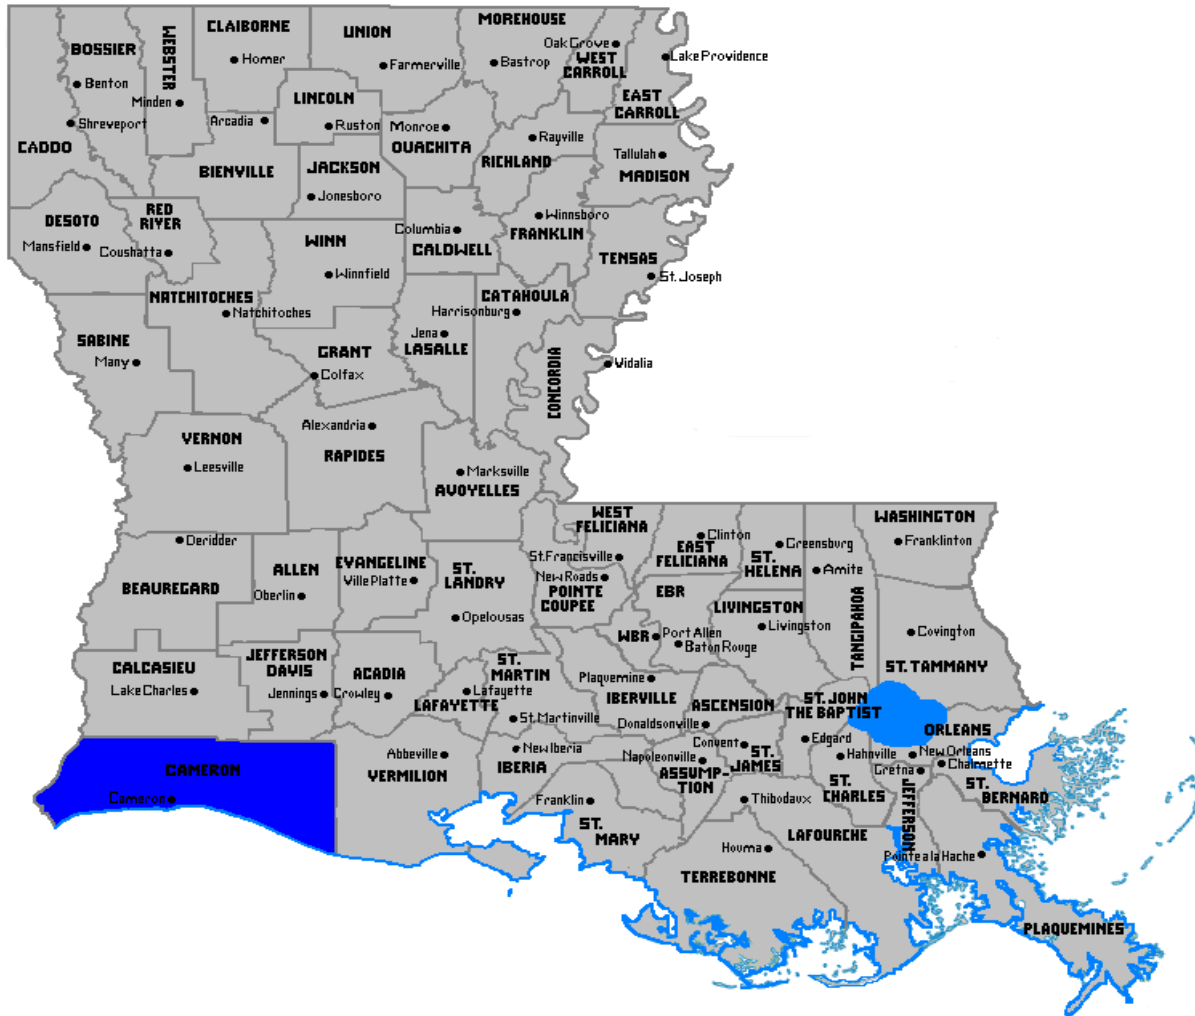 CLAIBORNE
UNION
MOREHOUSE
BOSSIER
WEBSTER
Oak Grove
WEST
CARROLL
Lake Providence
Homer
Farmerville
Bastrop
Benton
Minden
LINCOLN
EAST
CARROLL
Shreveport
Arcadia
Ruston
Monroe
OUACHITA
Rayville
CADDO
BIENVILLE
JACKSON
RICHLAND
Tallulah
MADISON
Jonesboro
DESOTO
RED
RIVER
Winnsboro
FRANKLIN
Mansfield
Coushatta
WINN
Columbia
CALDWELL
TENSAS
Winnfield
St. Joseph
NATCHITOCHES
Natchitoches
CATAHOULA
Harrisonburg
SABINE
Many
GRANT
Jena
LASALLE
Colfax
CONCORDIA
Vidalia
VERNON
Alexandria
RAPIDES
Leesville
Marksville
AVOYELLES
WEST
FELICIANA
WASHINGTON
Deridder
EVANGELINE
Clinton
EAST
FELICIANA
Greensburg
ST.
HELENA
Franklinton
St. Francisville
BEAUREGARD
ALLEN
Oberlin
Ville Platte
ST.
LANDRY
New Roads
POINTE
COUPEE
EBR
Amite
TANGIPAHOA
Opelousas
LIVINGSTON
Livingston
Covington
WBR
Port Allen
Baton Rouge
CALCASIEU
JEFFERSON
DAVIS
ACADIA
ST.
MARTIN
ST. TAMMANY
Lake Charles
Jennings
Crowley
Lafayette
LAFAYETTE
Plaquemine
IBERVILLE
ASCENSION
ST. JOHN
THE BAPTIST
St. Martinville
Donaldsonville
ORLEANS
Abbeville
VERMILION
New Iberia
IBERIA
Napoleonville
ASSUMP-
TION
Convent
ST.
JAMES
Edgard
Hahnville
New Orleans
Chalmette
Gretna
CAMERON
Cameron
Franklin
ST.
MARY
Thibodaux
ST.
CHARLES
JEFFERSON
ST.
BERNARD
LAFOURCHE
Houma
Pointe a la Hache
TERREBONNE
PLAQUEMINES